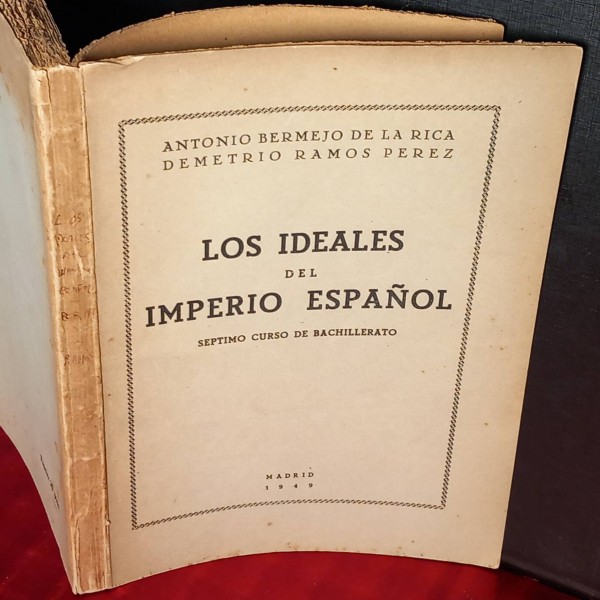 ANTONIO BERMEJO DE LA RICA
DEMETRIO RAMOS PEREZ
LOS IDEALES
DEL
IMPERIO ESPAÑOL
SEPTIMO CURSO DE BACHILLERATO
MADRID
1949
LOS